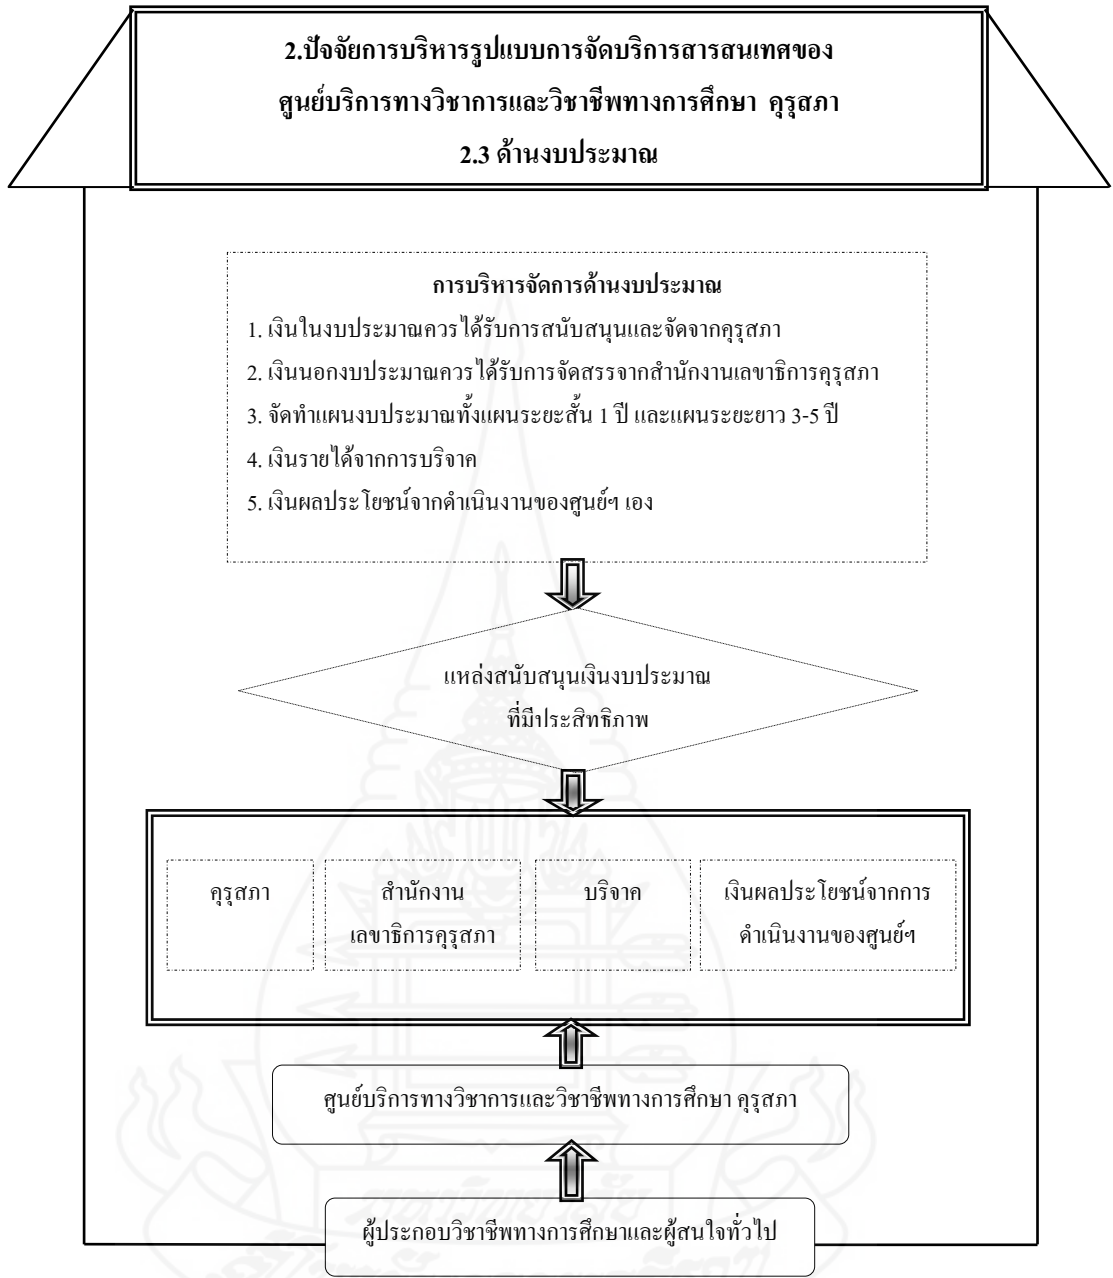 2.ปัจจัยการบริหารรูปแบบการจัดบริการสารสนเทศของ
ศูนย์บริการทางวิชาการและวิชาชีพทางการศึกษา คุรุสภา
2.3 ด้านงบประมาณ
การบริหารจัดการด้านงบประมาณ
1. เงินในงบประมาณควรได้รับการสนับสนุนและจัดจากคุรุสภา
2. เงินนอกงบประมาณควรได้รับการจัดสรรจากสำนักงานเลขาธิการคุรุสภา
3. จัดทำแผนงบประมาณทั้งแผนระยะสั้น 1 ปี และแผนระยะยาว 3-5 ปี
4. เงินรายได้จากการบริจาค
5. เงินผลประโยชน์จากดำเนินงานของศูนย์ฯ เอง
แหล่งสนับสนุนเงินงบประมาณ
ที่มีประสิทธิภาพ
คุรุสภา
สำนักงาน
เลขาธิการคุรุสภา
บริจาค
เงินผลประโยชน์จากการ
ดำเนินงานของศูนย์ฯ
ศูนย์บริการทางวิชาการและวิชาชีพทางการศึกษา คุรุสภา
ผู้ประกอบวิชาชีพทางการศึกษาและผู้สนใจทั่วไป